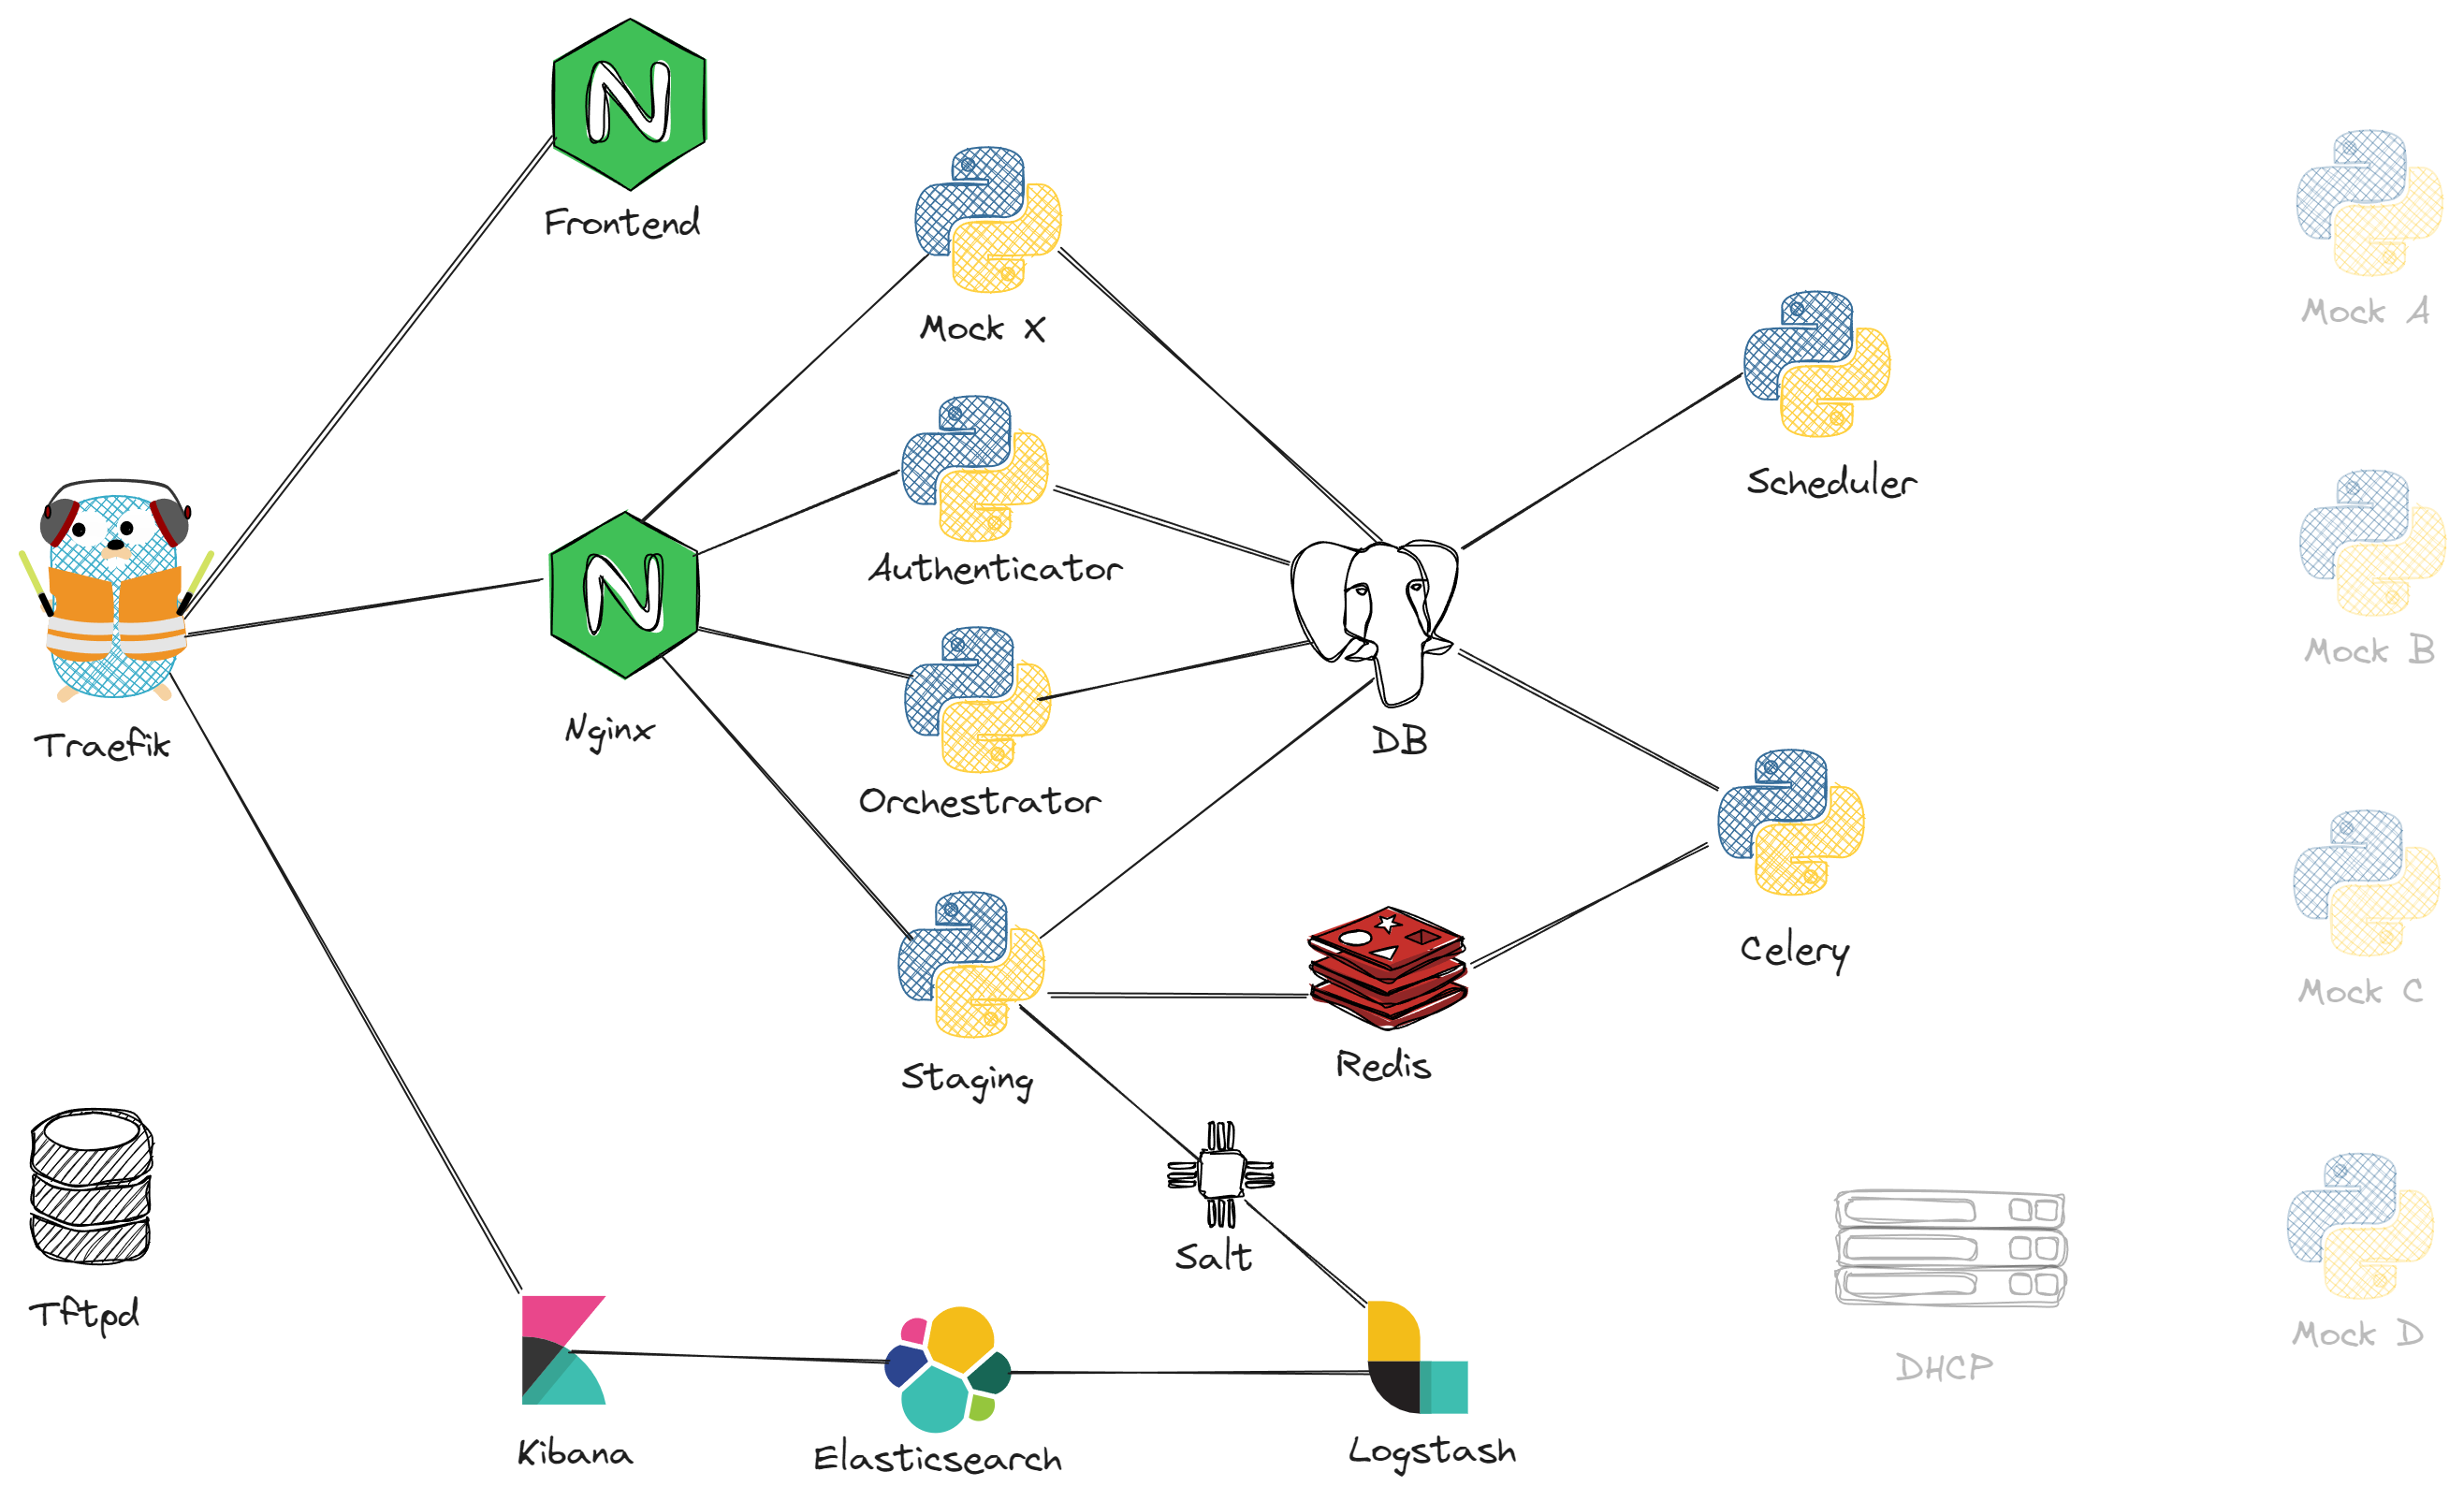 Frontend
Mock X
Mock A
Scheduler
Authenticator
Mock B
Traefik
Nginx
DB
Orchestrator
Celery
Mock C
Staging
Redis
Salt
Tftpd
DHCP
Mock D
Kibana
Elasticsearch
Logstash